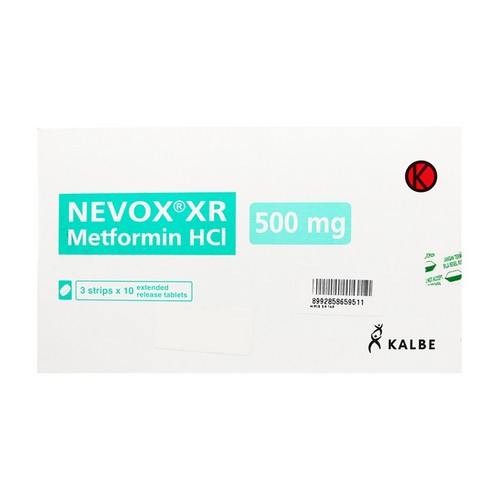 K
NEVOX®XR
Metformin HCl
500 mg
3 strips x 10 extended
release tablets
8992858659511
KALBE